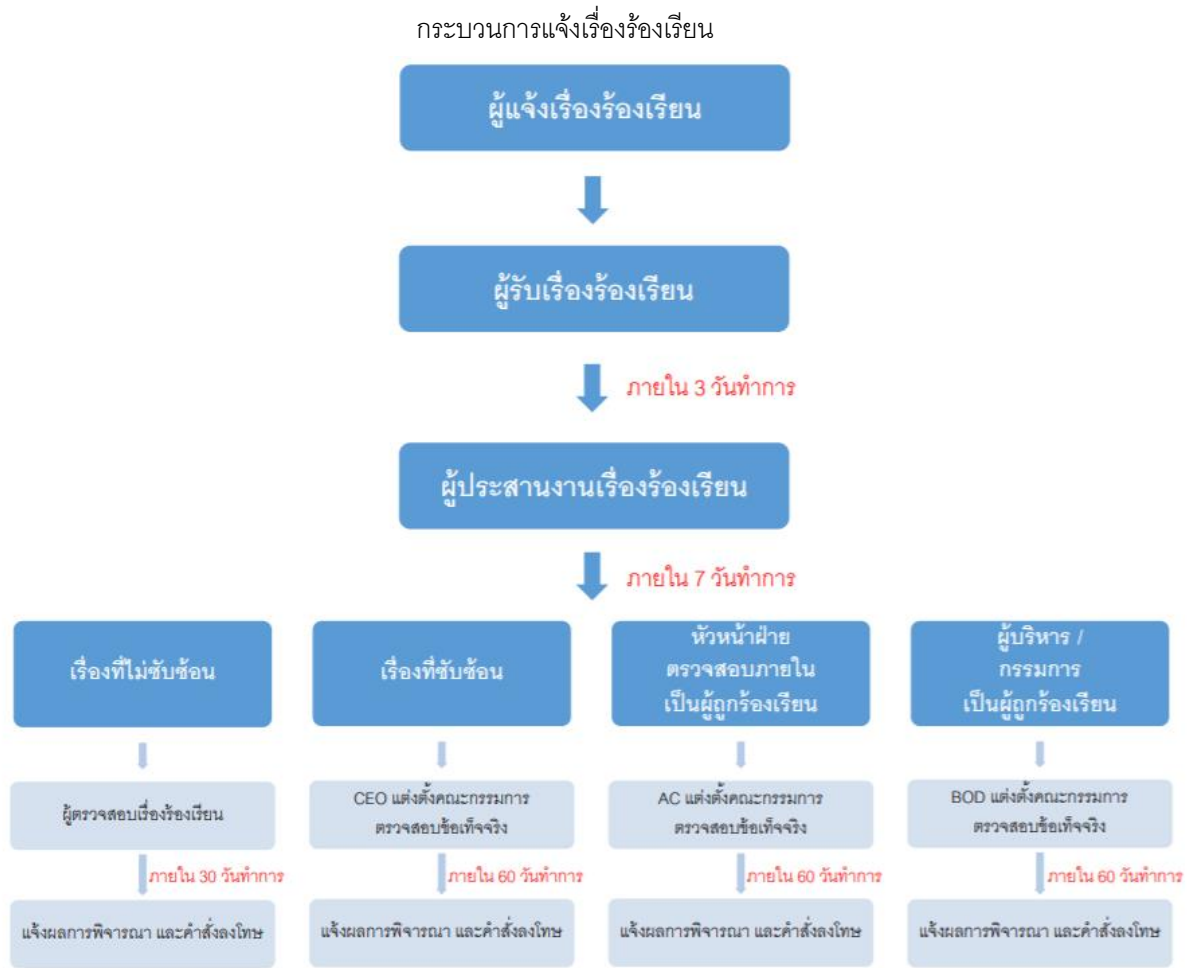 กระบวนการแจ้งเรื่องร้องเรียน
ผู้แจ้งเรื่องร้องเรียน
ผู้รับเรื่องร้องเรียน
ภายใน 3 วันทำการ
ผู้ประสานงานเรื่องร้องเรียน
ภายใน 7 วันทำการ
เรื่องที่ไม่ซับซ้อน
เรื่องที่ซับซ้อน
หัวหน้าฝ่าย
ตรวจสอบภายใน
เป็นผู้ถูกร้องเรียน
ผู้บริหาร /
กรรมการ
เป็นผู้ถูกร้องเรียน
ผู้ตรวจสอบเรื่องร้องเรียน
CEO แต่งตั้งคณะกรรมการ
ตรวจสอบข้อเท็จจริง
AC แต่งตั้งคณะกรรมการ
ตรวจสอบข้อเท็จจริง
BOD แต่งตั้งคณะกรรมการ
ตรวจสอบข้อเท็จจริง
ภายใน 30 วันทำการ
ภายใน 60 วันทำการ
ภายใน 60 วันทำการ
ภายใน 60 วันทำการ
แจ้งผลการพิจารณา และคำสั่งลงโทษ
แจ้งผลการพิจารณา และคำสั่งลงโทษ
แจ้งผลการพิจารณา และคำสั่งลงโทษ
แจ้งผลการพิจารณา และคำสั่งลงโทษ